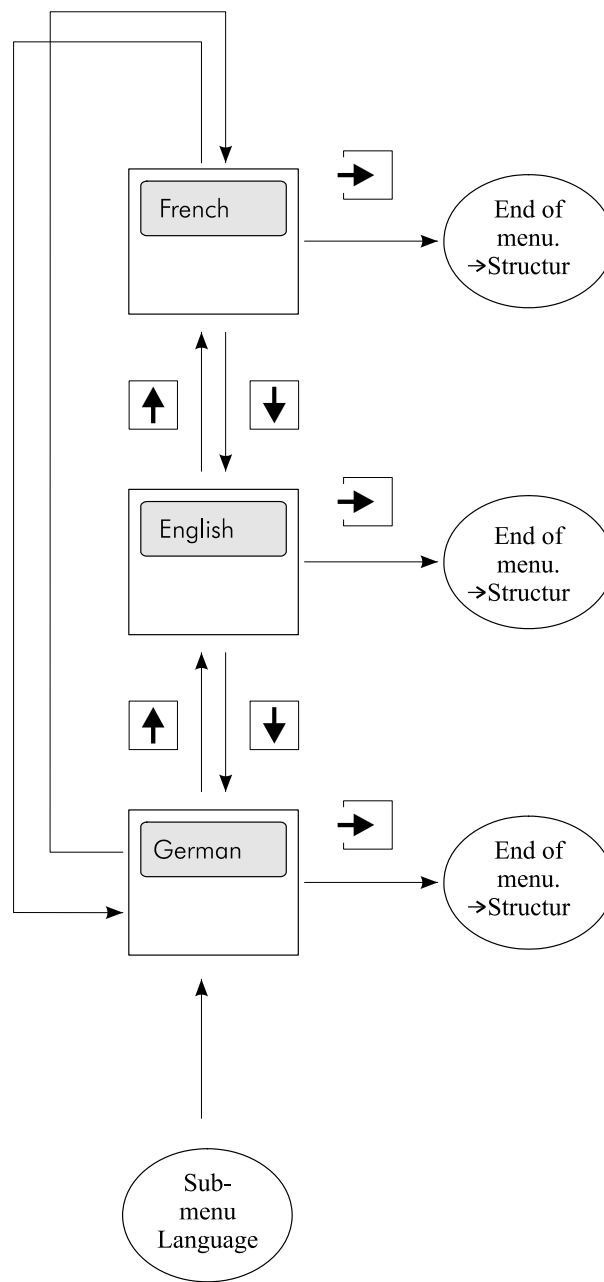 French
End of
menu.
→Structur
English
End of
menu.
→Structur
German
End of
menu.
→Structur
Sub-
menu
Language